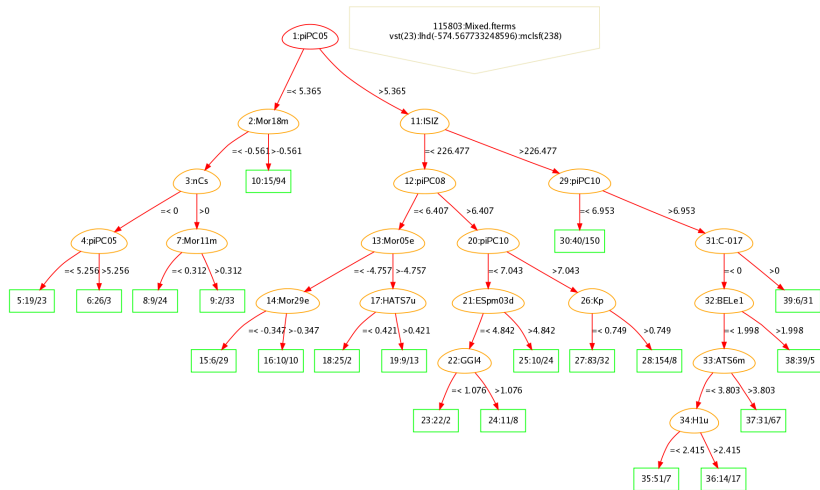 115803:Mixed.fterms
vst(23):lhd(-574.567733248596):mclsf(238)
1:piPC05
=< 5.365
>5.365
2:Mor18m
11:ISIZ
=< -0.561
>-0.561
=< 226.477
>226.477
3:nCs
10:15/94
12:piPC08
29:piPC10
=< 0
>0
=< 6.407
>6.407
=< 6.953
>6.953
4:piPC05
7:Mor11m
13:Mor05e
20:piPC10
30:40/150
31:C-017
=< 5.256
>5.256
=< 0.312
>0.312
=< -4.757
>-4.757
=< 7.043
>7.043
=< 0
>0
5:19/23
6:26/3
8:9/24
9:2/33
14:Mor29e
17:HATS7u
21:ESpm03d
26:Kp
32:BELe1
39:6/31
=< -0.347
>-0.347
=< 0.421
>0.421
=< 4.842
>4.842
=< 0.749
>0.749
=< 1.998
>1.998
15:6/29
16:10/10
18:25/2
19:9/13
22:GGI4
25:10/24
27:83/32
28:154/8
33:ATS6m
38:39/5
=< 1.076
>1.076
=< 3.803
>3.803
23:22/2
24:11/8
34:H1u
37:31/67
=< 2.415
>2.415
35:51/7
36:14/17